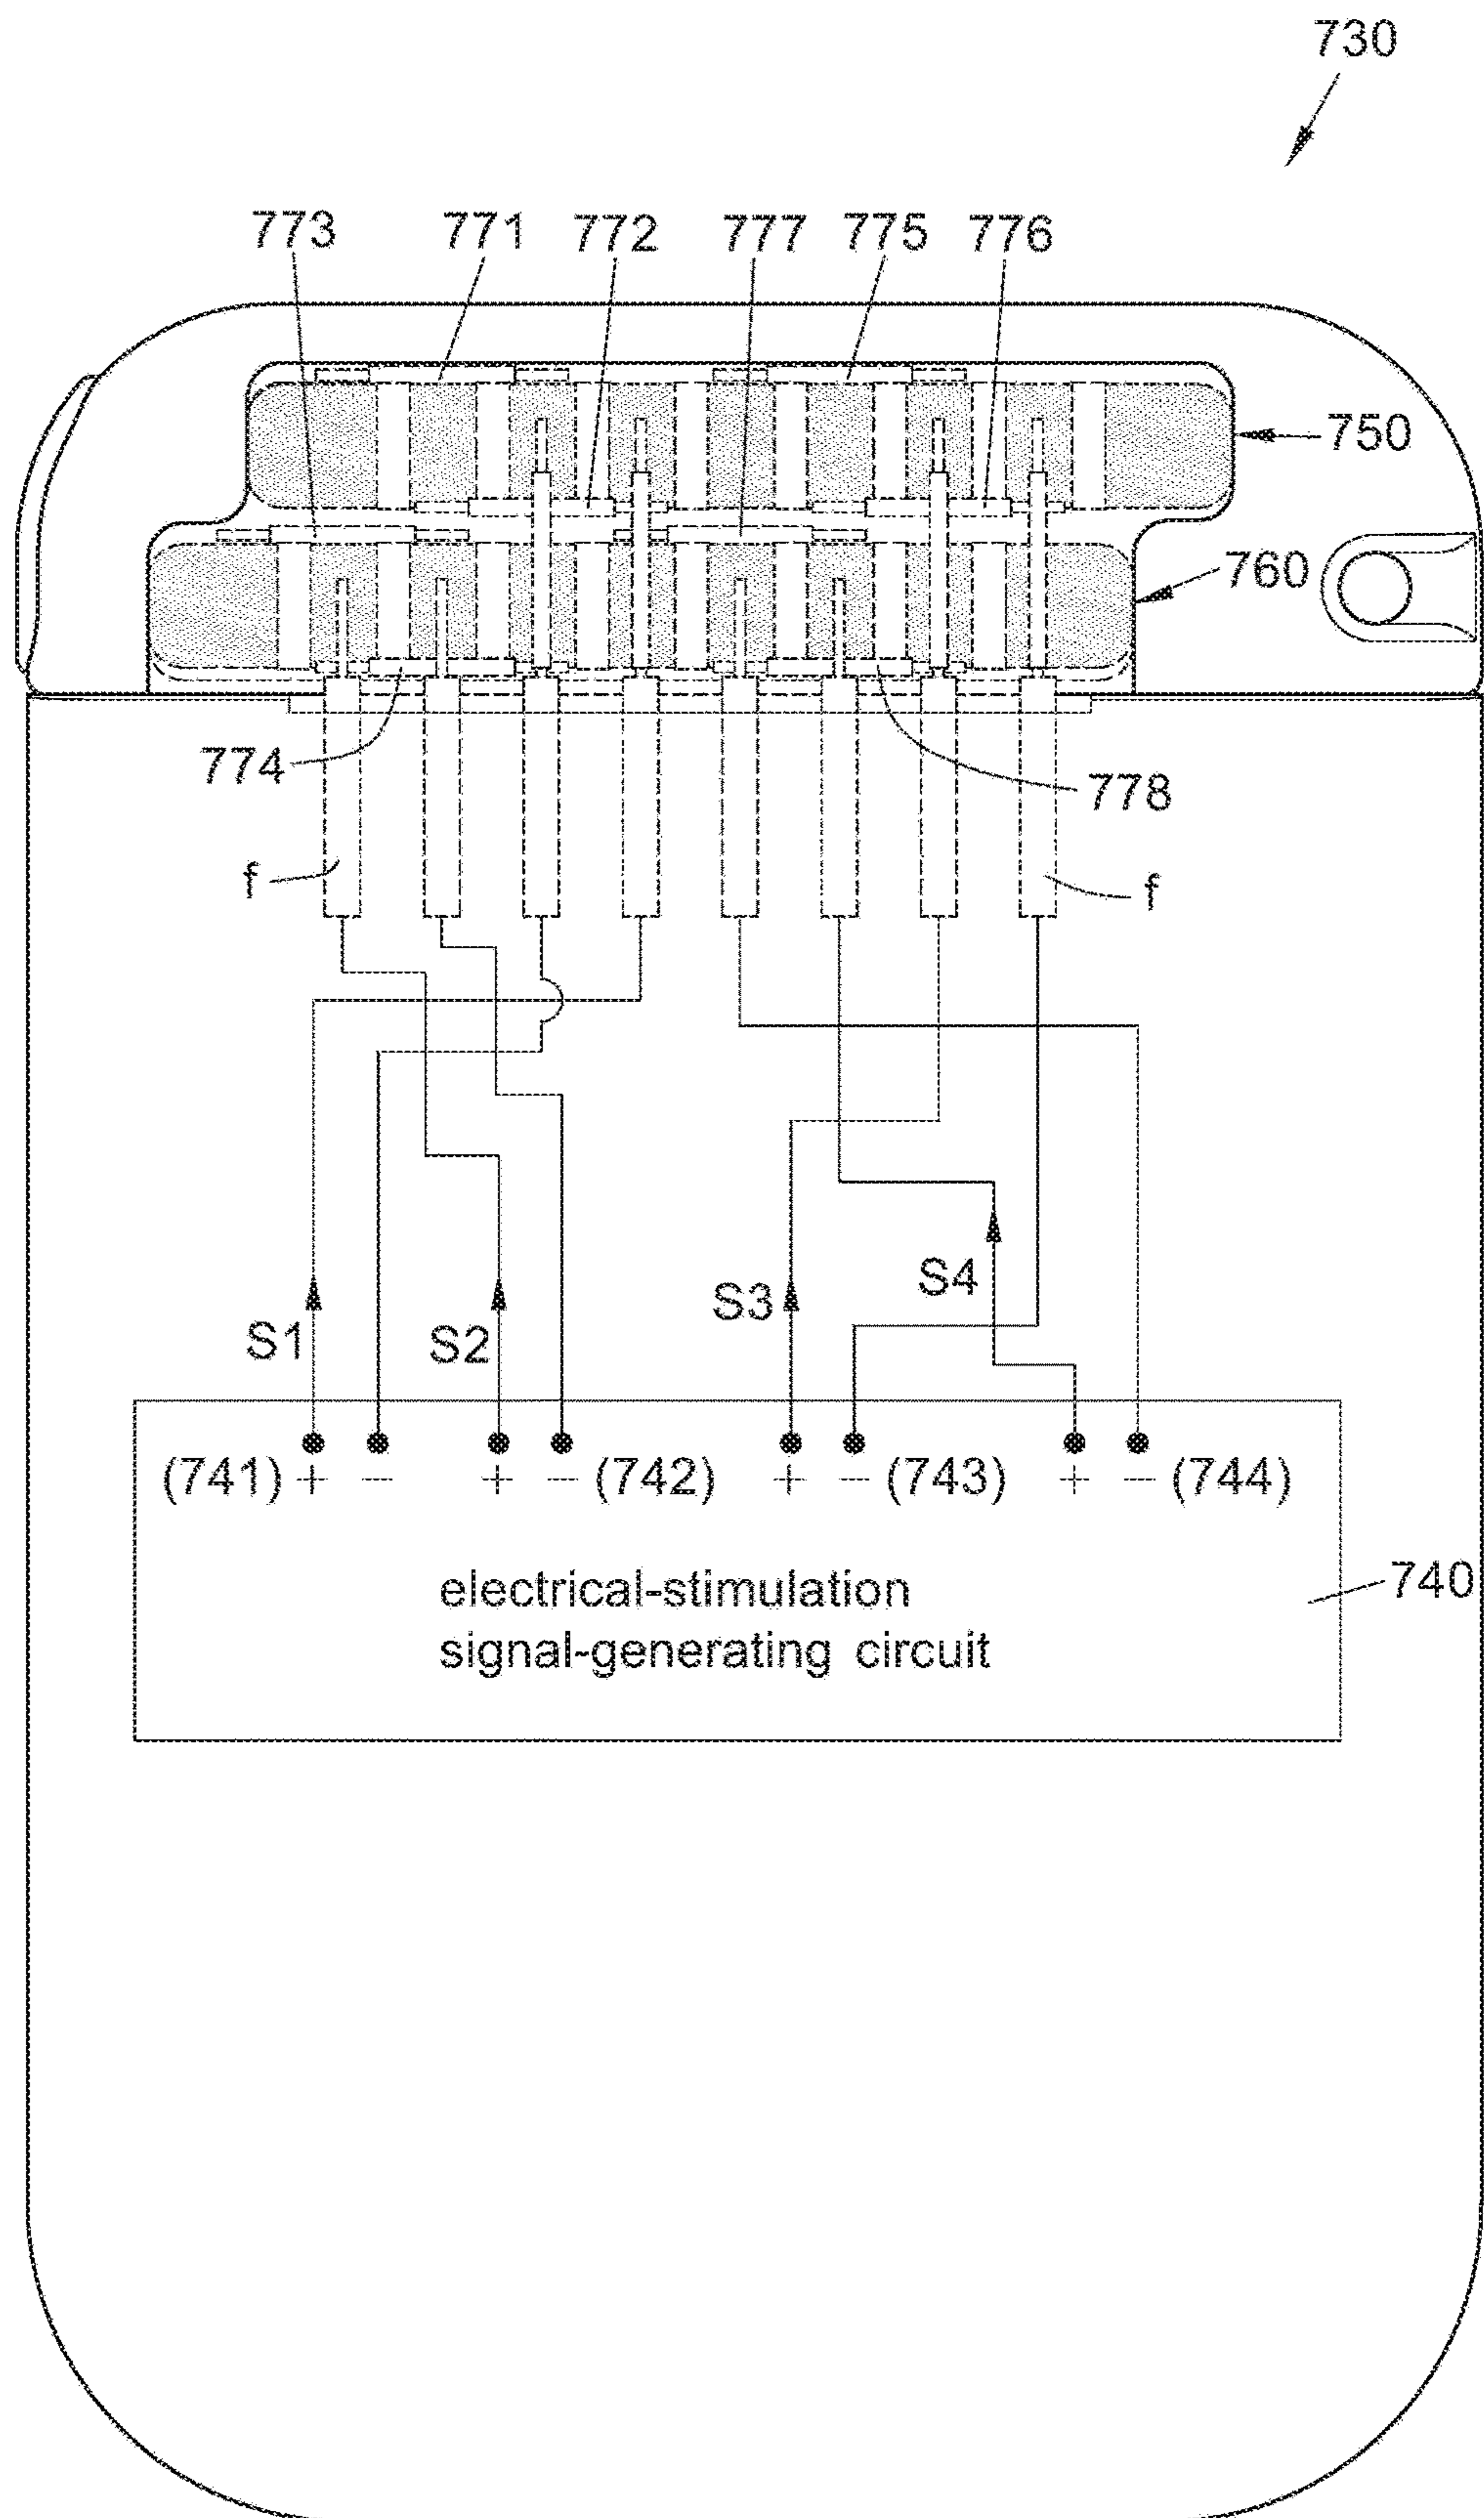 730
773 771 772 777 775 776
750
760
774
778
f f
S4
S3
S1 S2
(741) + − + − (742) + − (743) + − (744)
740
electrical-stimulation
signal-generating circuit